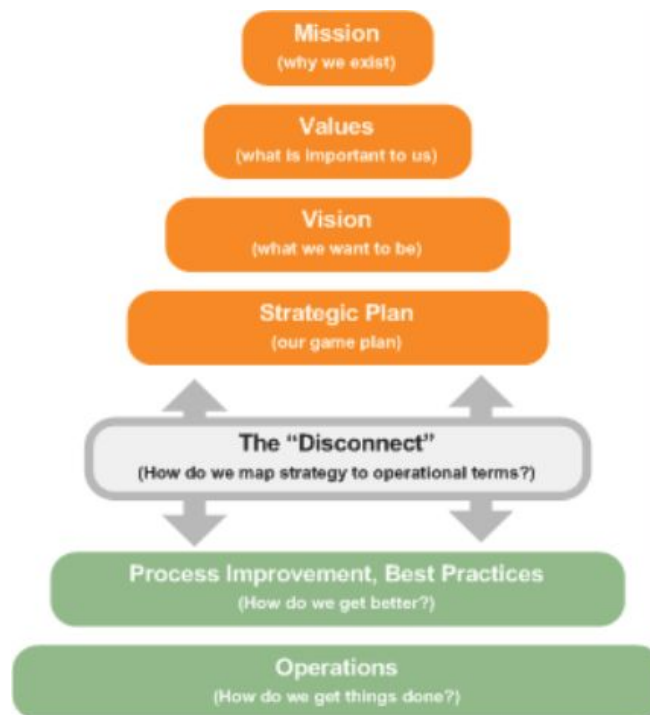 Mission
(why we exist)
Values
(what is important to us)
Vision
(what we want to be)
Strategic Plan
(our game plan)
The “Disconnect”
(How do we map strategy to operational terms?)
Process Improvement, Best Practices
(How do we get better?)
Operations
(How do we get things done?)